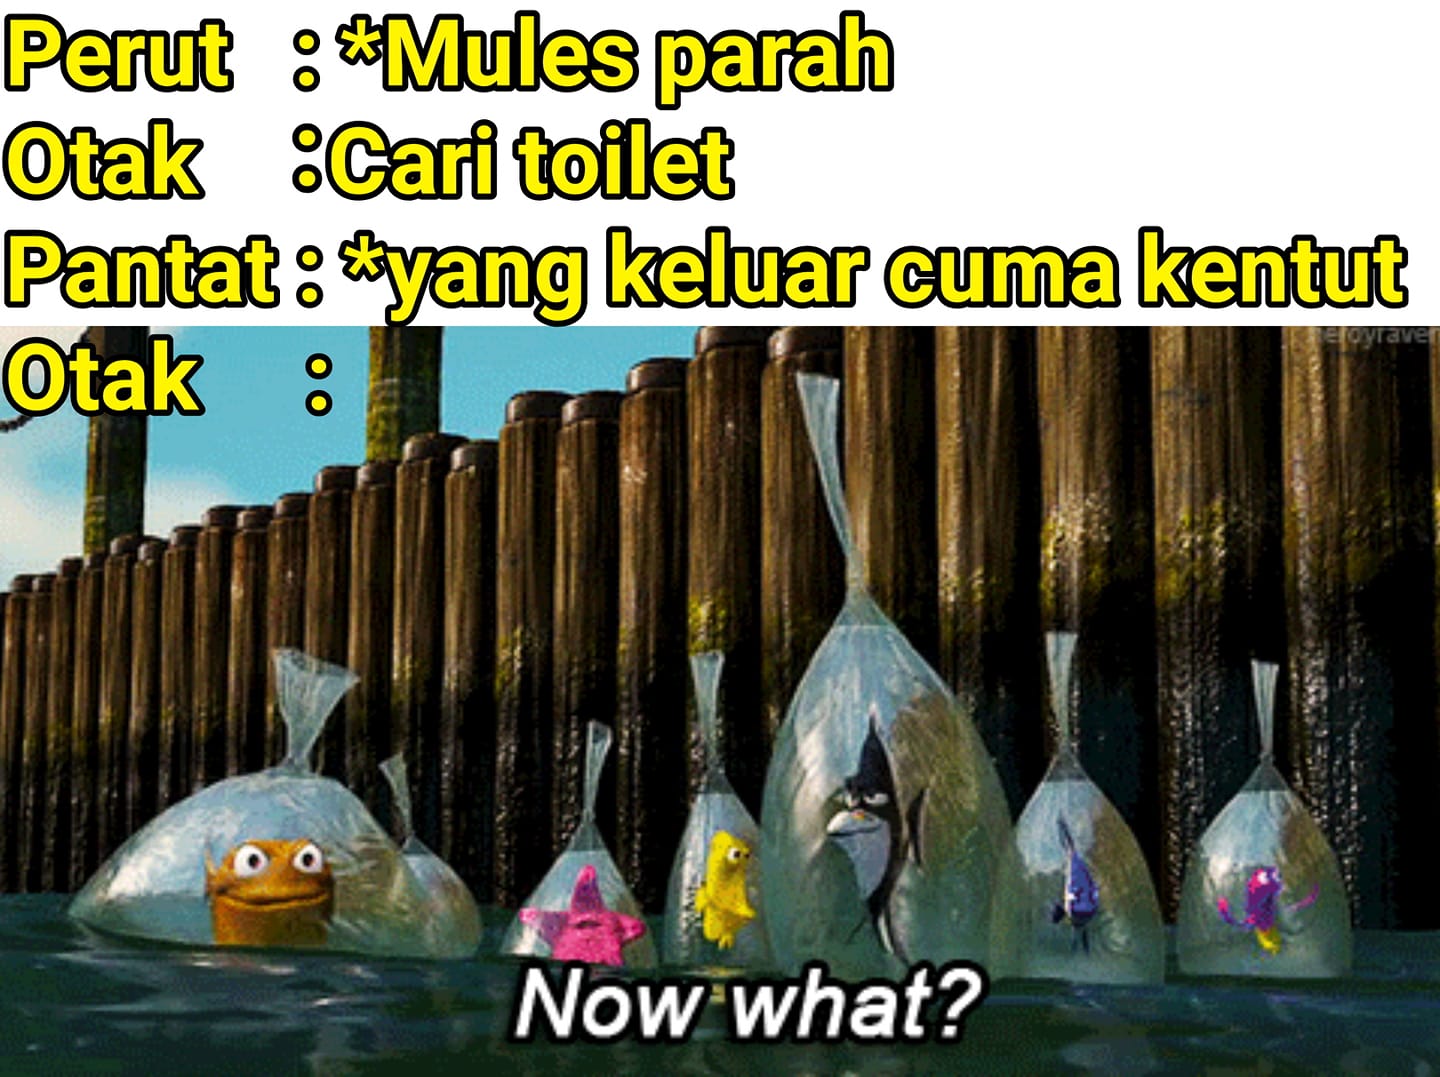 Perut : *Mules parah
Otak :Cari toilet
Pantat : *yang keluar cuma kentut
Otak :
Now what?